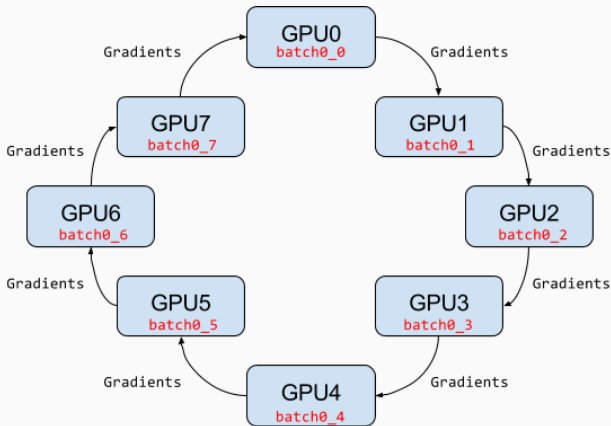 GPU0
batch0_0
Gradients
Gradients
GPU7
batch0_7
GPU1
batch0_1
Gradients
Gradients
GPU6
batch0_6
GPU2
batch0_2
Gradients
Gradients
GPU5
batch0_5
GPU3
batch0_3
Gradients
Gradients
GPU4
batch0_4